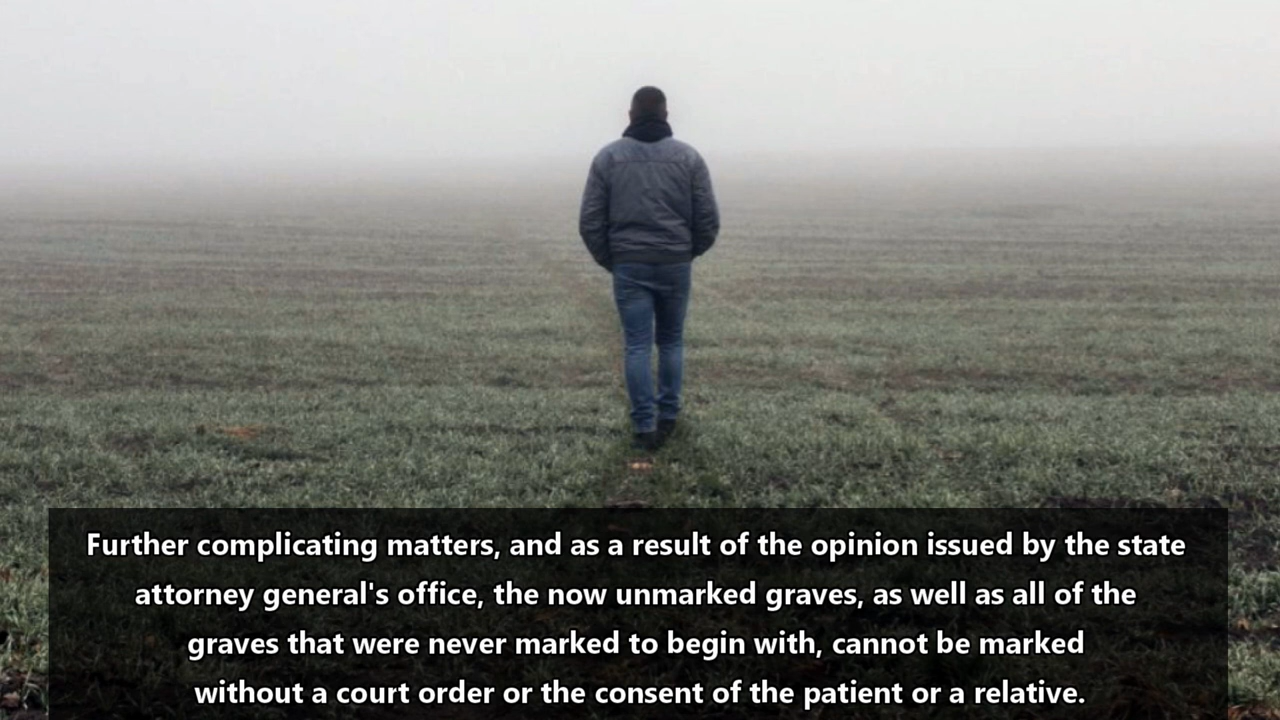 Further complicating matters, and as a result of the opinion issued by the state
attorney general's office, the now unmarked graves, as well as all of the
graves that were never marked to begin with, cannot be marked
without a court order or the consent of the patient or a relative.